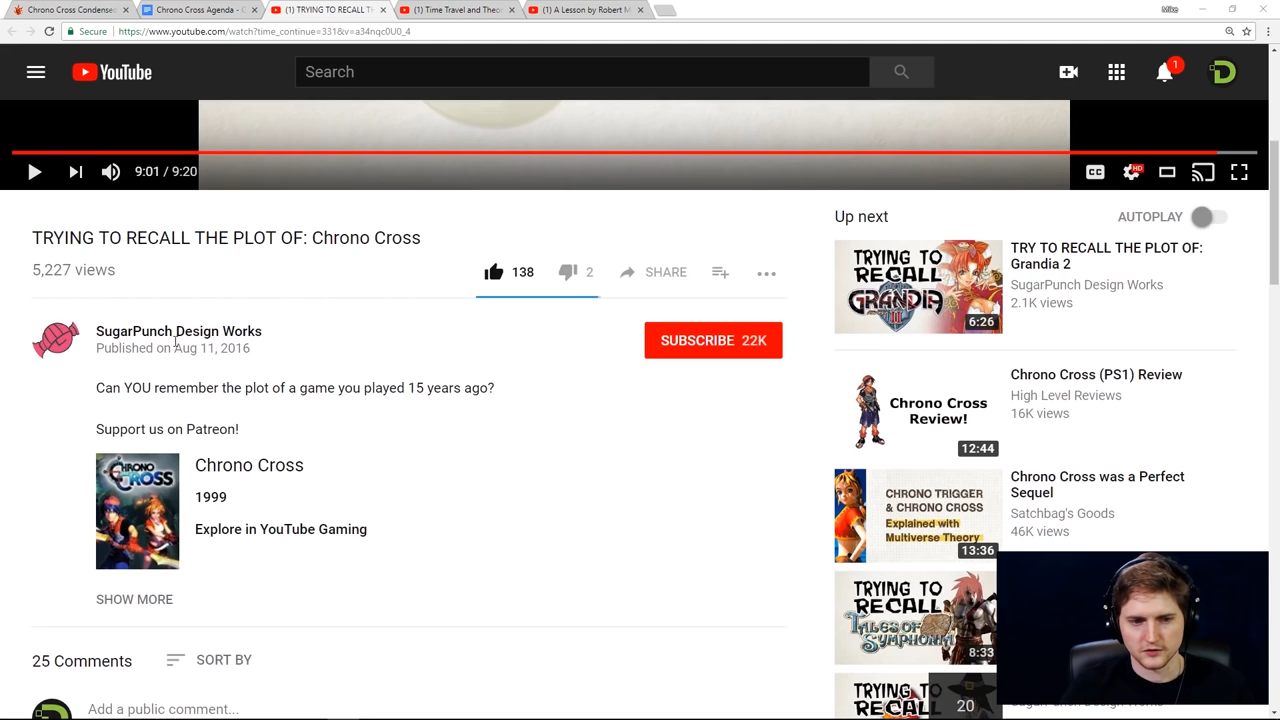 Chrono Cross Condense
Chrono Cross Agenda - G
(1) TRYING TO RECALL TH
(1) Time Travel and Theo
(1) A Lesson by Robert M
Mike
Secure
https://www.youtube.com/watch?time_continue=331&v=a34nqc0U0_4
YouTube
Search
1
9:01 / 9:20
CC
HD
TRYING TO RECALL THE PLOT OF: Chrono Cross
5,227 views
138
2
SHARE
SugarPunch Design Works
Published on Aug 11, 2016
SUBSCRIBE 22K
Can YOU remember the plot of a game you played 15 years ago?
Support us on Patreon!
CHRONO
CROSS
Chrono Cross
1999
Explore in YouTube Gaming
SHOW MORE
25 Comments
SORT BY
Add a public comment...
Up next
AUTOPLAY
TRYING TO
RECALL
GRANDIA
II
6:26
TRY TO RECALL THE PLOT OF:
Grandia 2
SugarPunch Design Works
2.1K views
Chrono Cross
Review!
12:44
Chrono Cross (PS1) Review
High Level Reviews
16K views
CHRONO TRIGGER
& CHRONO CROSS
Explained with
Multiverse Theory
13:36
Chrono Cross was a Perfect
Sequel
Satchbag's Goods
46K views
TRYING TO
RECALL
TALES OF
SYMPHONIA
8:33
TRYING TO
20